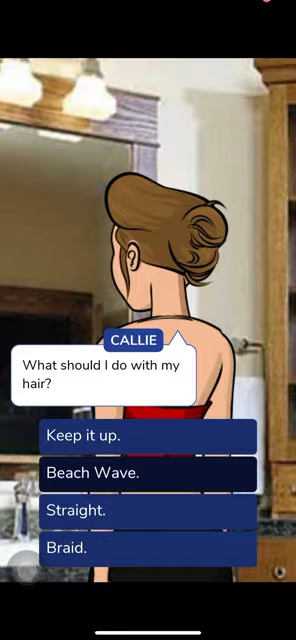 CALLIE
What should I do with my
hair?
Keep it up.
Beach Wave.
Straight.
Braid.